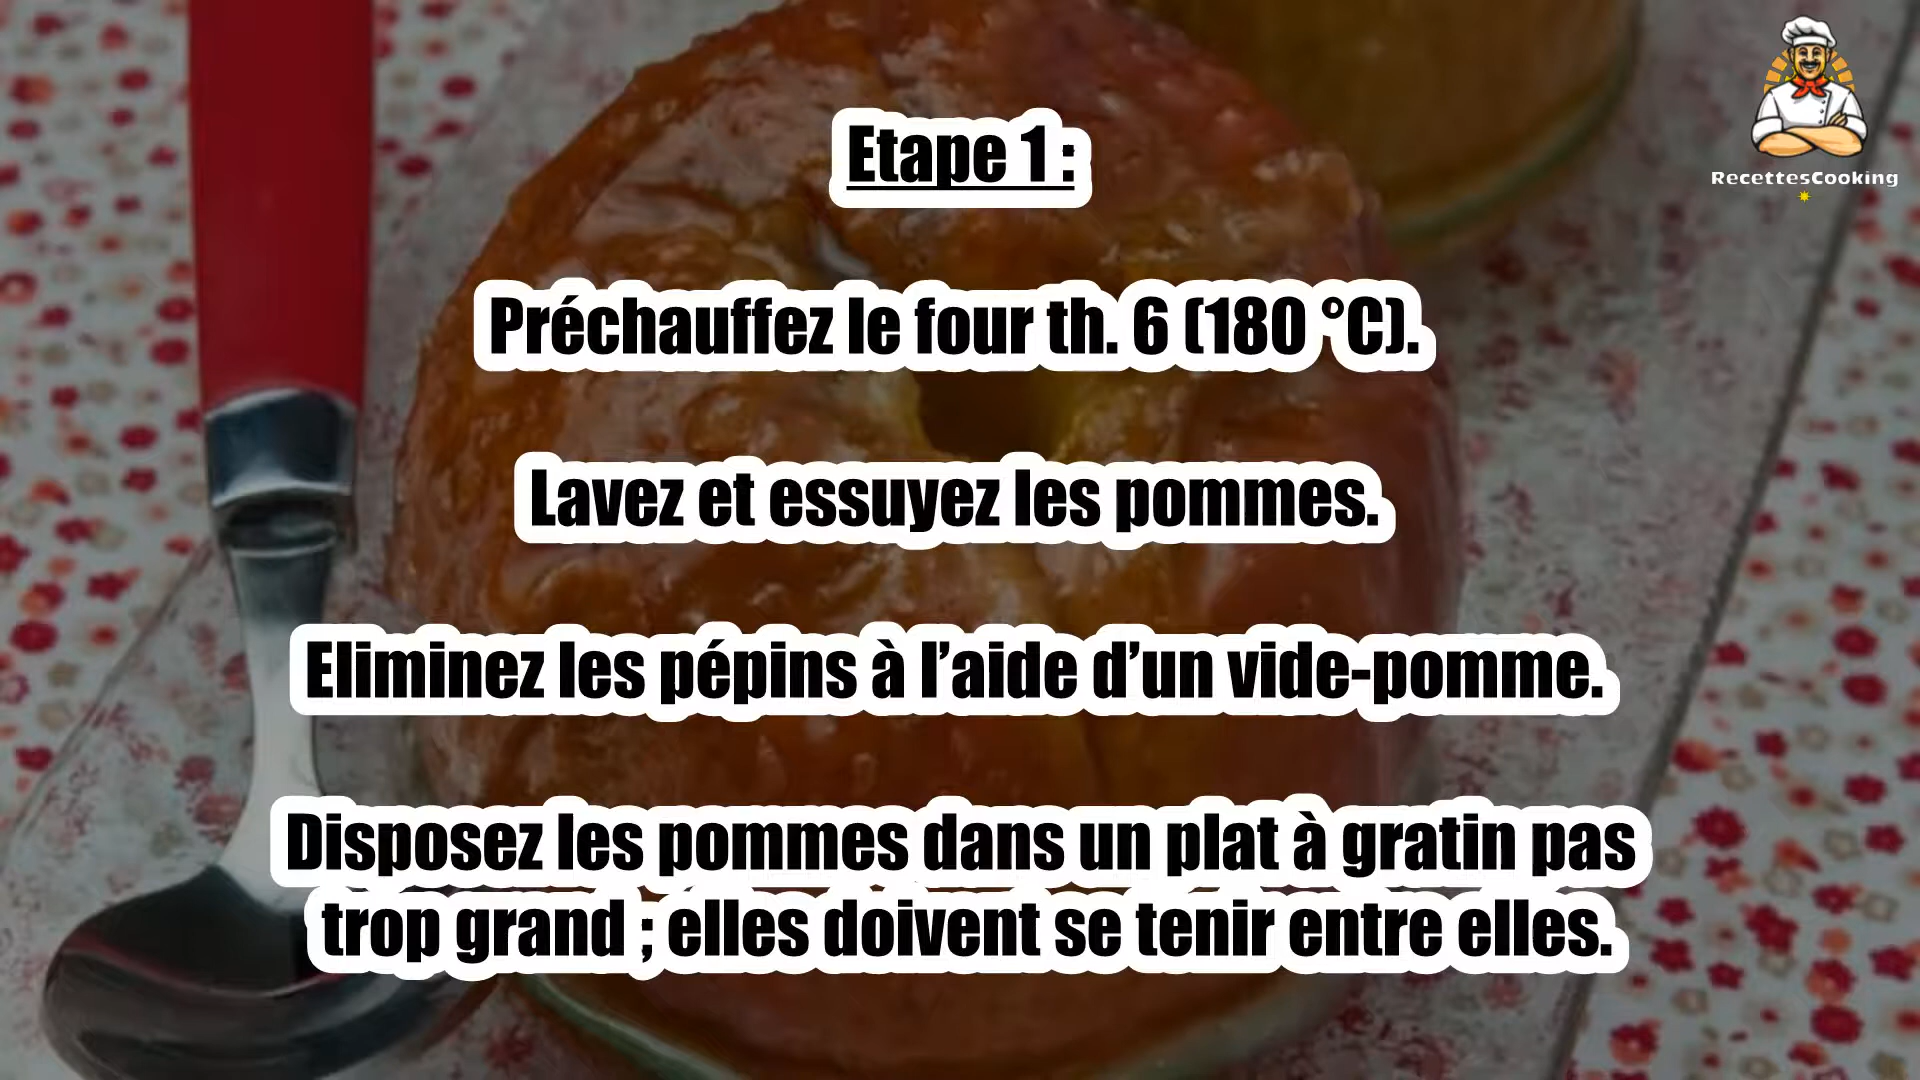 RecettesCooking
Etape 1 :
Préchauffez le four th. 6 (180 °C).
Lavez et essuyez les pommes.
Eliminez les pépins à l’aide d’un vide-pomme.
Disposez les pommes dans un plat à gratin pas
trop grand ; elles doivent se tenir entre elles.